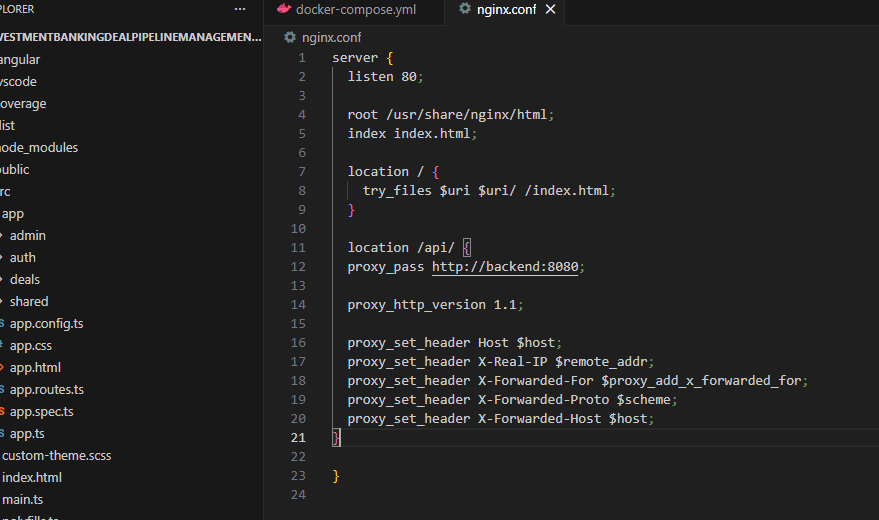 PLORER ···
docker-compose.yml
nginx.conf
VESTMENTBANKINGDEALPIPELINEMANAGEMEN...
angular
vscode
overage
list
node_modules
public
rc
app
admin
auth
deals
shared
app.config.ts
app.css
app.html
app.routes.ts
app.spec.ts
app.ts
custom-theme.scss
index.html
main.ts
polyfills.ts
nginx.conf
1 server {
2 listen 80;
3
4 root /usr/share/nginx/html;
5 index index.html;
6
7 location / {
8 try_files $uri $uri/ /index.html;
9 }
10
11 location /api/ {
12 proxy_pass http://backend:8080;
13
14 proxy_http_version 1.1;
15
16 proxy_set_header Host $host;
17 proxy_set_header X-Real-IP $remote_addr;
18 proxy_set_header X-Forwarded-For $proxy_add_x_forwarded_for;
19 proxy_set_header X-Forwarded-Proto $scheme;
20 proxy_set_header X-Forwarded-Host $host;
21 }
22
23 }
24